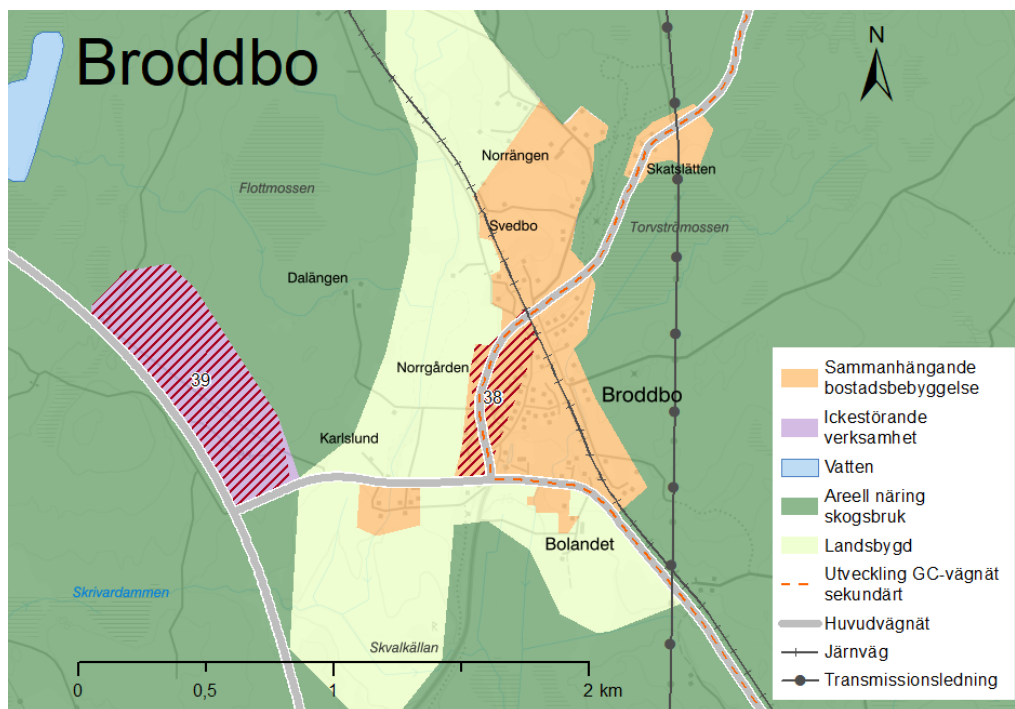 Broddbo
N
Norrängen
Skatslätten
Flottmossen
Svedbo
Torvströmossen
Dalängen
39
Norrgården
38
Broddbo
Karlslund
Bolandet
Skrivardammen
Skvalkällan
0
0,5
1
2 km
Sammanhängande
bostadsbebyggelse
Ickestörande
verksamhet
Vatten
Areell näring
skogsbruk
Landsbygd
Utveckling GC-vägnät
sekundärt
Huvudvägnät
Järnväg
Transmissionsledning